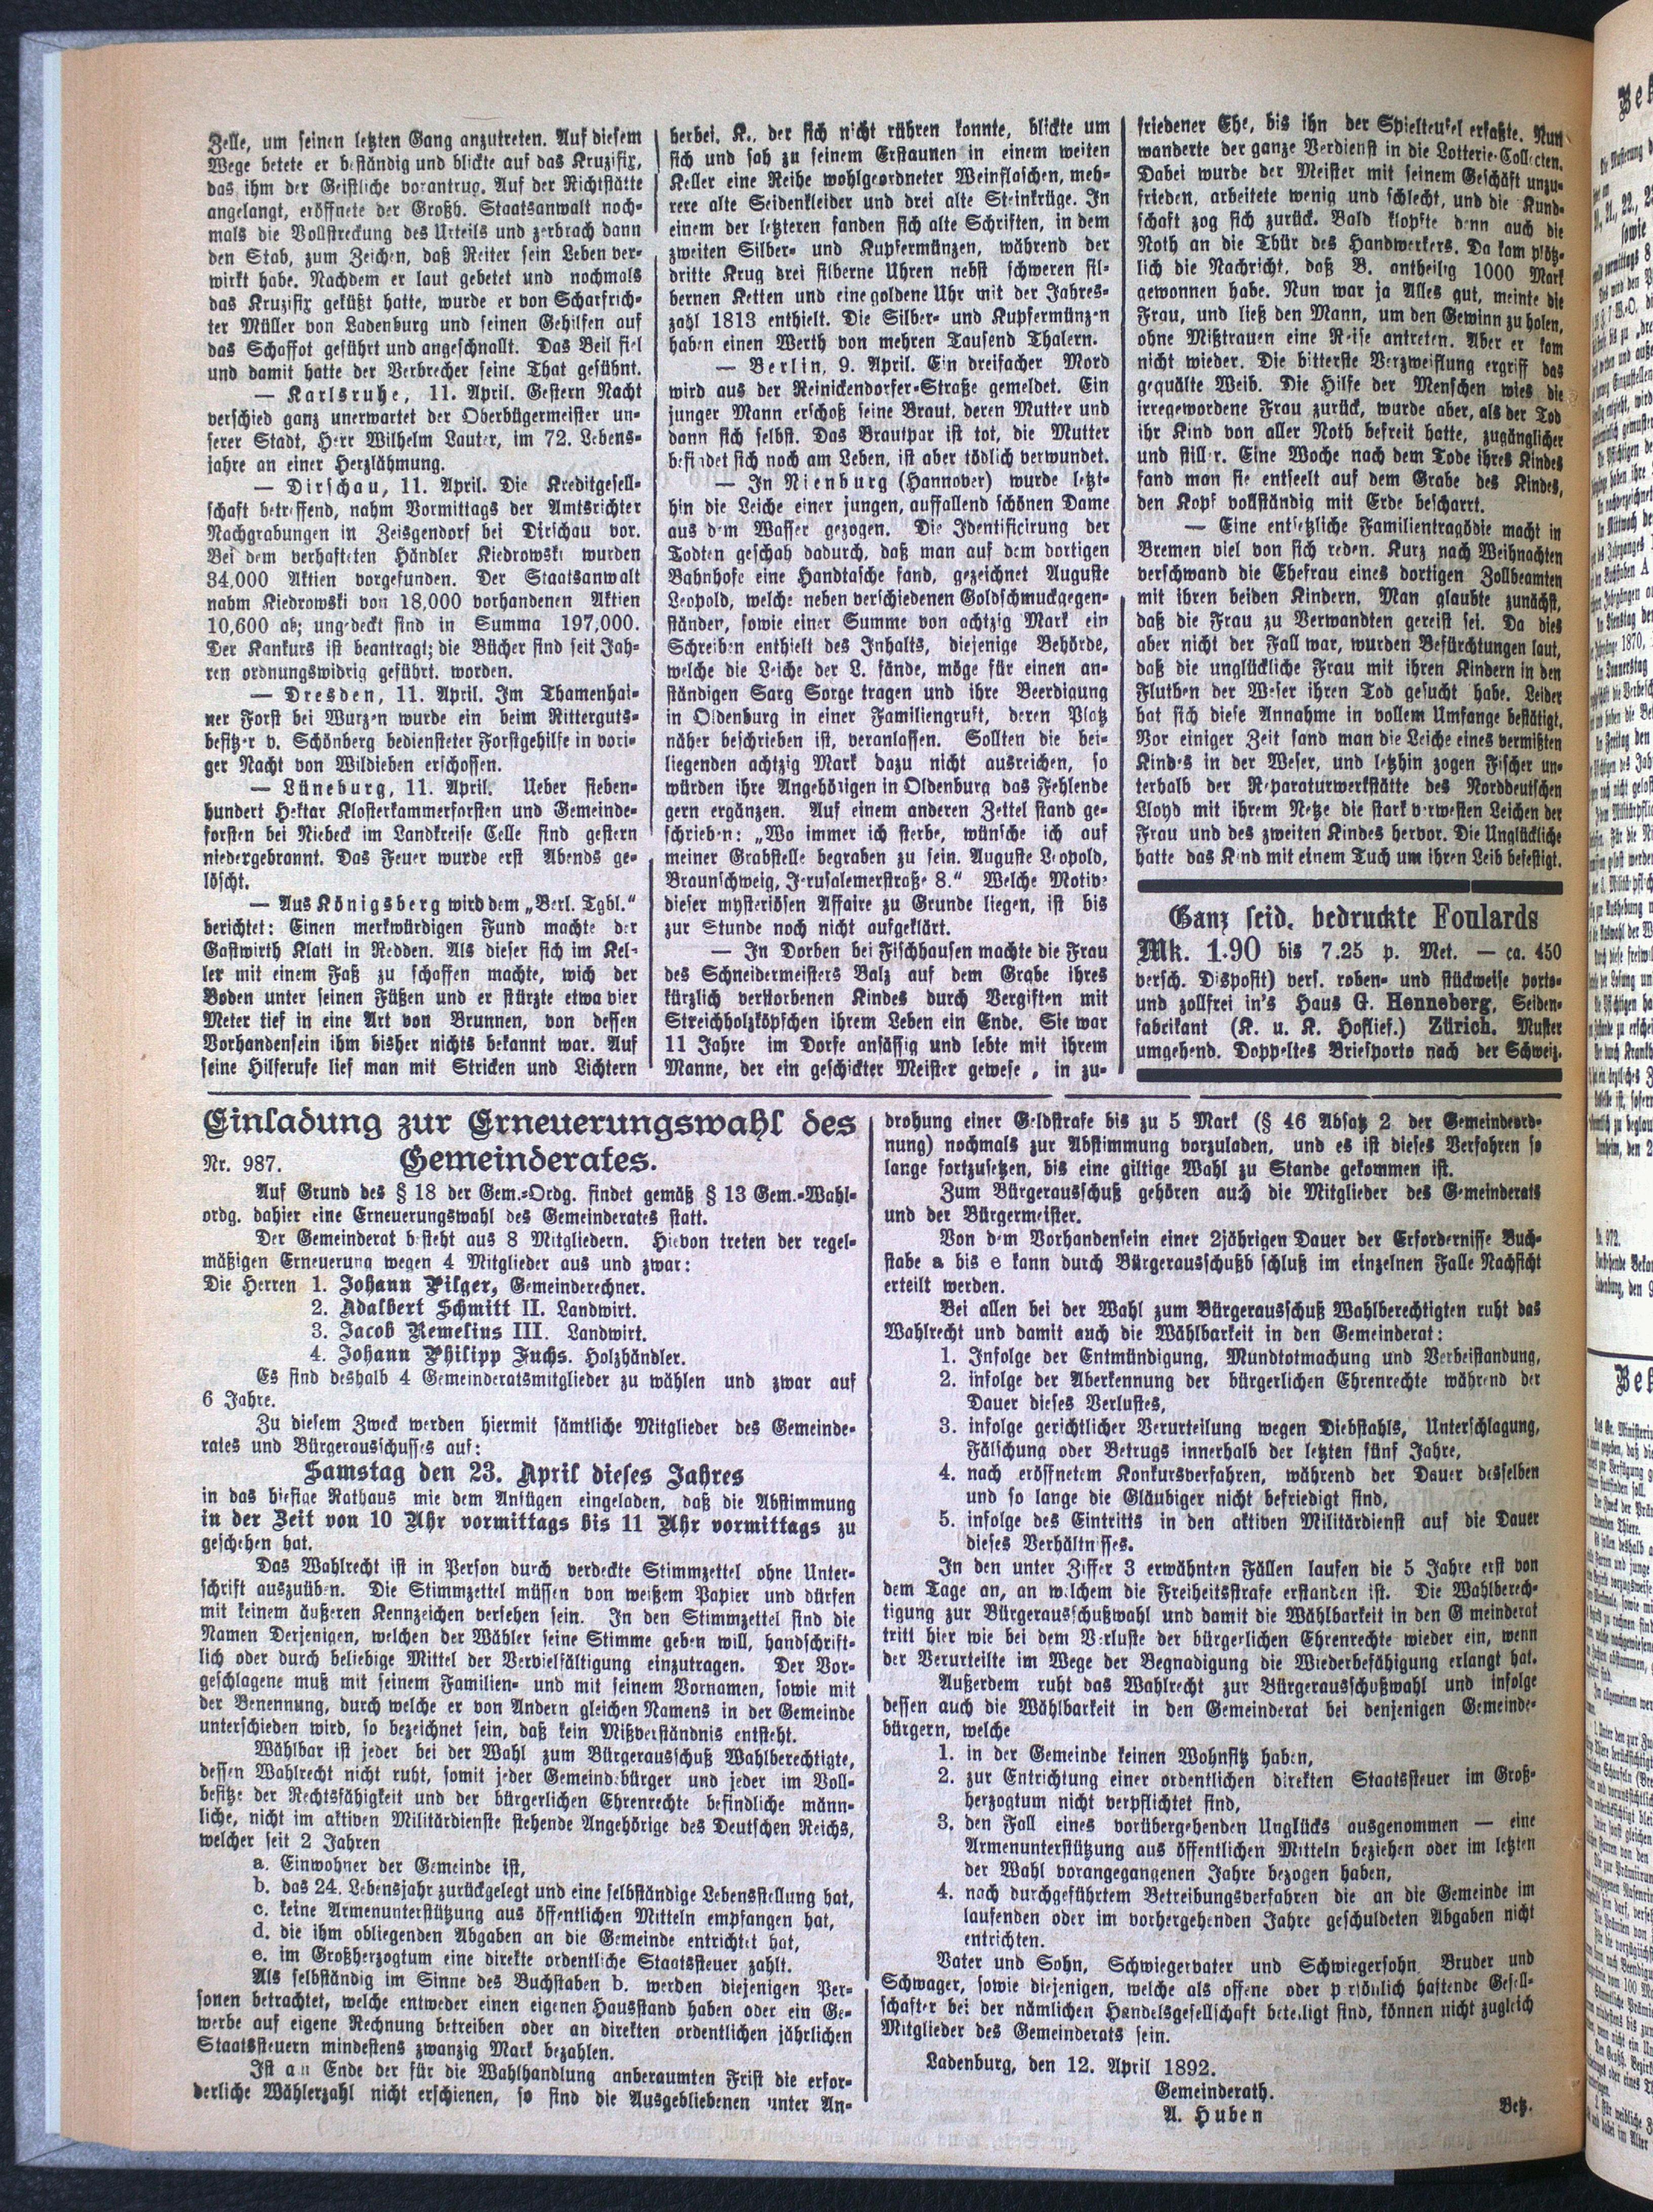 Zelle, um seinen letzten Gang anzutreten. Auf diesem
Wege betete er beständig und blickte auf das Kruzifix,
das ihm der Geistliche vorantrug. Auf der Richtstätte
angelangt, eröffnete der Großh. Staatsanwalt noch-
mals die Vollstreckung des Urteils und zerbrach dann
den Stab, zum Zeichen, daß Reiter sein Leben ver-
wirkt habe. Nachdem er laut gebetet und nochmals
das Kruzifix geküßt hatte, wurde er von Scharfrich-
ter Müller von Ladenburg und seinen Gehilfen auf
das Schaffot geführt und angeschnallt. Das Beil fiel
und damit hatte der Verbrecher seine That gesühnt.
— Karlsruhe, 11. April. Gestern Nacht
verschied ganz unerwartet der Oberbügermeister un-
serer Stadt, Herr Wilhelm Lauter, im 72. Lebens-
jahre an einer Herzlähmung.
— Dirschau, 11. April. Die Kreditgesell-
schaft betreffend, nahm Vormittags der Amtsrichter
Nachgrabungen in Zeisgendorf bei Dirschau vor.
Bei dem verhafteten Händler Kiedrowski wurden
34,000 Aktien vorgefunden. Der Staatsanwalt
nahm Kiedrowski von 18,000 vorhandenen Aktien
10,600 ab; ungedeckt sind in Summa 197,000.
Der Kankurs ist beantragt; die Bücher sind seit Jah-
ren ordnungswidrig geführt. worden.
— Dresden, 11. April. Im Thamenhai-
ner Forst bei Wurzen wurde ein beim Ritterguts-
besitzer v. Schönberg bediensteter Forstgehilfe in vori-
ger Nacht von Wildieben erschossen.
— Lüneburg, 11. April. Ueber sieben-
hundert Hektar Klosterkammerforsten und Gemeinde-
forsten bei Niebeck im Landkreise Celle sind gestern
niedergebrannt. Das Feuer wurde erst Abends ge-
löscht.
— Aus Königsberg wird dem „Berl. Tgbl.“
berichtet: Einen merkwürdigen Fund machte der
Gastwirth Klatt in Redden. Als dieser sich im Kel-
ler mit einem Faß zu schaffen machte, wich der
Boden unter seinen Füßen und er stürzte etwa vier
Meter tief in eine Art von Brunnen, von dessen
Vorhandensein ihm bisher nichts bekannt war. Auf
seine Hilferufe lief man mit Stricken und Lichtern
herbei. K., der sich nicht rühren konnte, blickte um
sich und sah zu seinem Erstaunen in einem weiten
Keller eine Reihe wohlgeordneter Weinflaschen, meh-
rere alte Seidenkleider und drei alte Steinkrüge. In
einem der letzteren fanden sich alte Schriften, in dem
zweiten Silber- und Kupfermünzen, während der
dritte Krug drei silberne Uhren nebst schweren sil-
bernen Ketten und eine goldene Uhr mit der Jahres-
zahl 1813 enthielt. Die Silber- und Kupfermünzen
haben einen Werth von mehren Tausend Thalern.
— Berlin, 9. April. Ein dreifacher Mord
wird aus der Reinickendorfer-Straße gemeldet. Ein
junger Mann erschoß seine Braut, deren Mutter und
dann sich selbst. Das Brautpar ist tot, die Mutter
befindet sich noch am Leben, ist aber tödlich verwundet.
— In Nienburg (Hannover) wurde letzt-
hin die Leiche einer jungen, auffallend schönen Dame
aus dem Wasser gezogen. Die Identificirung der
Todten geschah dadurch, daß man auf dem dortigen
Bahnhofe eine Handtasche fand, gezeichnet Auguste
Leopold, welche neben verschiedenen Goldschmuckgegen-
ständen, sowie einer Summe von achtzig Mark ein
Schreiben enthielt des Inhalts, diejenige Behörde,
welche die Leiche der L. fände, möge für einen an-
ständigen Sarg Sorge tragen und ihre Beerdigung
in Oldenburg in einer Familiengruft, deren Platz
näher beschrieben ist, veranlassen. Sollten die bei-
liegenden achtzig Mark dazu nicht ausreichen, so
würden ihre Angehörigen in Oldenburg das Fehlende
gern ergänzen. Auf einem anderen Zettel stand ge-
schrieben: „Wo immer ich sterbe, wünsche ich auf
meiner Grabstelle begraben zu sein. Auguste Leopold,
Braunschweig, Jerusalemerstraße 8.“ Welche Motive
dieser mysteriösen Affaire zu Grunde liegen, ist bis
zur Stunde noch nicht aufgeklärt.
— In Dorben bei Fischhausen machte die Frau
des Schneidermeisters Balz auf dem Grabe ihres
kürzlich verstorbenen Kindes durch Vergiften mit
Streichholzköpfchen ihrem Leben ein Ende. Sie war
11 Jahre im Dorfe ansässig und lebte mit ihrem
Manne, der ein geschickter Meister gewese , in zu-
friedener Ehe, bis ihn der Spielteufel erfaßte. Nun
wanderte der ganze Verdienst in die Lotterie-Collecten.
Dabei wurde der Meister mit seinem Geschäft unzu-
frieden, arbeitete wenig und schlecht, und die Kund-
schaft zog sich zurück. Bald klopfte denn auch die
Noth an die Thür des Handwerkers. Da kam plötz-
lich die Nachricht, daß B. antheilig 1000 Mark
gewonnen habe. Nun war ja Alles gut, meinte die
Frau, und ließ den Mann, um den Gewinn zu holen,
ohne Mißtrauen eine Reise antreten. Aber er kam
nicht wieder. Die bitterste Verzweiflung ergriff das
gequälte Weib. Die Hilfe der Menschen wies die
irregewordene Frau zurück, wurde aber, als der Tod
ihr Kind von aller Noth befreit hatte, zugänglicher
und stiller. Eine Woche nach dem Tode ihres Kindes
fand man sie entseelt auf dem Grabe des Kindes,
den Kopf vollständig mit Erde bescharrt.
— Eine entsetzliche Familientragödie macht in
Bremen viel von sich reden. Kurz nach Weihnachten
verschwand die Ehefrau eines dortigen Zollbeamten
mit ihren beiden Kindern. Man glaubte zunächst,
daß die Frau zu Verwandten gereist sei. Da dies
aber nicht der Fall war, wurden Befürchtungen laut,
daß die unglückliche Frau mit ihren Kindern in den
Fluthen der Weser ihren Tod gesucht habe. Leider
hat sich diese Annahme in vollem Umfange bestätigt.
Vor einiger Zeit fand man die Leiche eines vermißten
Kindes in der Weser, und letzhin zogen Fischer un-
terhalb der Reparaturwerkstätte des Norddeutschen
Lloyd mit ihrem Netze die stark verwesten Leichen der
Frau und des zweiten Kindes hervor. Die Unglückliche
hatte das Kind mit einem Tuch um ihren Leib befestigt.
Ganz seid. bedruckte Foulards
Mk. 1.90 bis 7.25 p. Met. — ca. 450
versch. Disposit) vers. roben- und stückweise porto-
und zollfrei in's Haus G. Henneberg, Seiden-
fabrikant (K. u. K. Hoflief.) Zürich. Muster
umgehend. Doppeltes Briefporto nach der Schweiz.
Einladung zur Erneuerungswahl des
Nr. 987. Gemeinderates.
Auf Grund des § 18 der Gem.-Ordg. findet gemäß § 13 Gem.-Wahl-
ordg. dahier eine Erneuerungswahl des Gemeinderates statt.
Der Gemeinderat besteht aus 8 Mitgliedern. Hievon treten der regel-
mäßigen Erneuerung wegen 4 Mitglieder aus und zwar:
Die Herren 1. Johann Pilger, Gemeinderechner.
2. Adalbert Schmitt II. Landwirt.
3. Jacob Remelius III. Landwirt.
4. Johann Philipp Fuchs. Holzhändler.
Es sind deshalb 4 Gemeinderatsmitglieder zu wählen und zwar auf
6 Jahre.
Zu diesem Zweck werden hiermit sämtliche Mitglieder des Gemeinde-
rates und Bürgerausschusses auf:
Samstag den 23. April dieses Jahres
in das hiesige Rathaus mie dem Anfügen eingeladen, daß die Abstimmung
in der Zeit von 10 Uhr vormittags bis 11 Uhr vormittags zu
geschehen hat.
Das Wahlrecht ist in Person durch verdeckte Stimmzettel ohne Unter-
schrift auszuüben. Die Stimmzettel müssen von weißem Papier und dürfen
mit keinem äußeren Kennzeichen versehen sein. In den Stimmzettel sind die
Namen Derjenigen, welchen der Wähler seine Stimme geben will, handschrift-
lich oder durch beliebige Mittel der Vervielfältigung einzutragen. Der Vor-
geschlagene muß mit seinem Familien- und mit seinem Vornamen, sowie mit
der Benennung, durch welche er von Andern gleichen Namens in der Gemeinde
unterschieden wird, so bezeichnet sein, daß kein Mißverständnis entsteht.
Wählbar ist jeder bei der Wahl zum Bürgerausschuß Wahlberechtigte,
dessen Wahlrecht nicht ruht, somit jeder Gemeindebürger und jeder im Voll-
besitze der Rechtsfähigkeit und der bürgerlichen Ehrenrechte befindliche männ-
liche, nicht im aktiven Militärdienste stehende Angehörige des Deutschen Reichs,
welcher seit 2 Jahren
a. Einwohner der Gemeinde ist,
b. das 24. Lebensjahr zurückgelegt und eine selbständige Lebensstellung hat,
c. keine Armenunterstützung aus öffentlichen Mitteln empfangen hat,
d. die ihm obliegenden Abgaben an die Gemeinde entrichtet hat,
e. im Großherzogtum eine direkte ordentliche Staatssteuer zahlt.
Als selbständig im Sinne des Buchstaben b. werden diejenigen Per-
sonen betrachtet, welche entweder einen eigenen Hausstand haben oder ein Ge-
werbe auf eigene Rechnung betreiben oder an direkten ordentlichen jährlichen
Staatssteuern mindestens zwanzig Mark bezahlen.
Ist am Ende der für die Wahlhandlung anberaumten Frist die erfor-
derliche Wählerzahl nicht erschienen, so sind die Ausgebliebenen unter An-
drohung einer Geldstrafe bis zu 5 Mark (§ 46 Absatz 2 der Gemeindeord-
nung) nochmals zur Abstimmung vorzuladen, und es ist dieses Verfahren so
lange fortzusetzen, bis eine giltige Wahl zu Stande gekommen ist.
Zum Bürgerausschuß gehören auch die Mitglieder des Gemeinderats
und der Bürgermeister.
Von dem Vorhandensein einer 2jährigen Dauer der Erfordernisse Buch-
stabe a bis e kann durch Bürgerausschußbschluß im einzelnen Falle Nachsicht
erteilt werden.
Bei allen bei der Wahl zum Bürgerausschuß Wahlberechtigten ruht das
Wahlrecht und damit auch die Wählbarkeit in den Gemeinderat:
1. Infolge der Entmündigung, Mundtotmachung und Verbeistandung,
2. infolge der Aberkennung der bürgerlichen Ehrenrechte während der
Dauer dieses Verlustes,
3. infolge gerichtlicher Verurteilung wegen Diebstahls, Unterschlagung,
Fälschung oder Betrugs innerhalb der letzten fünf Jahre,
4. nach eröffnetem Konkursverfahren, während der Dauer desselben
und so lange die Gläubiger nicht befriedigt sind,
5. infolge des Eintritts in den aktiven Militärdienst auf die Dauer
dieses Verhältnisses.
In den unter Ziffer 3 erwähnten Fällen laufen die 5 Jahre erst von
dem Tage an, an welchem die Freiheitsstrafe erstanden ist. Die Wahlberech-
tigung zur Bürgerausschußwahl und damit die Wählbarkeit in den G meinderat
tritt hier wie bei dem Verluste der bürgerlichen Ehrenrechte wieder ein, wenn
der Verurteilte im Wege der Begnadigung die Wiederbefähigung erlangt hat.
Außerdem ruht das Wahlrecht zur Bürgerausschußwahl und infolge
dessen auch die Wählbarkeit in den Gemeinderat bei denjenigen Gemeinde-
bürgern, welche
1. in der Gemeinde keinen Wohnsitz haben,
2. zur Entrichtung einer ordentlichen direkten Staatssteuer im Groß-
herzogtum nicht verpflichtet sind,
3. den Fall eines vorübergehenden Unglücks ausgenommen — eine
Armenunterstützung aus öffentlichen Mitteln beziehen oder im letzten
der Wahl vorangegangenen Jahre bezogen haben,
4. nach durchgeführtem Betreibungsverfahren die an die Gemeinde im
laufenden oder im vorhergehenden Jahre geschuldeten Abgaben nicht
entrichten.
Vater und Sohn, Schwiegervater und Schwiegersohn, Bruder und
Schwager, sowie diejenigen, welche als offene oder persönlich haftende Gesell-
schafter bei der nämlichen Handelsgesellschaft beteiligt sind, können nicht zugleich
Mitglieder des Gemeinderats sein.
Ladenburg, den 12. April 1892.
Gemeinderath.
A. Huben Betz.